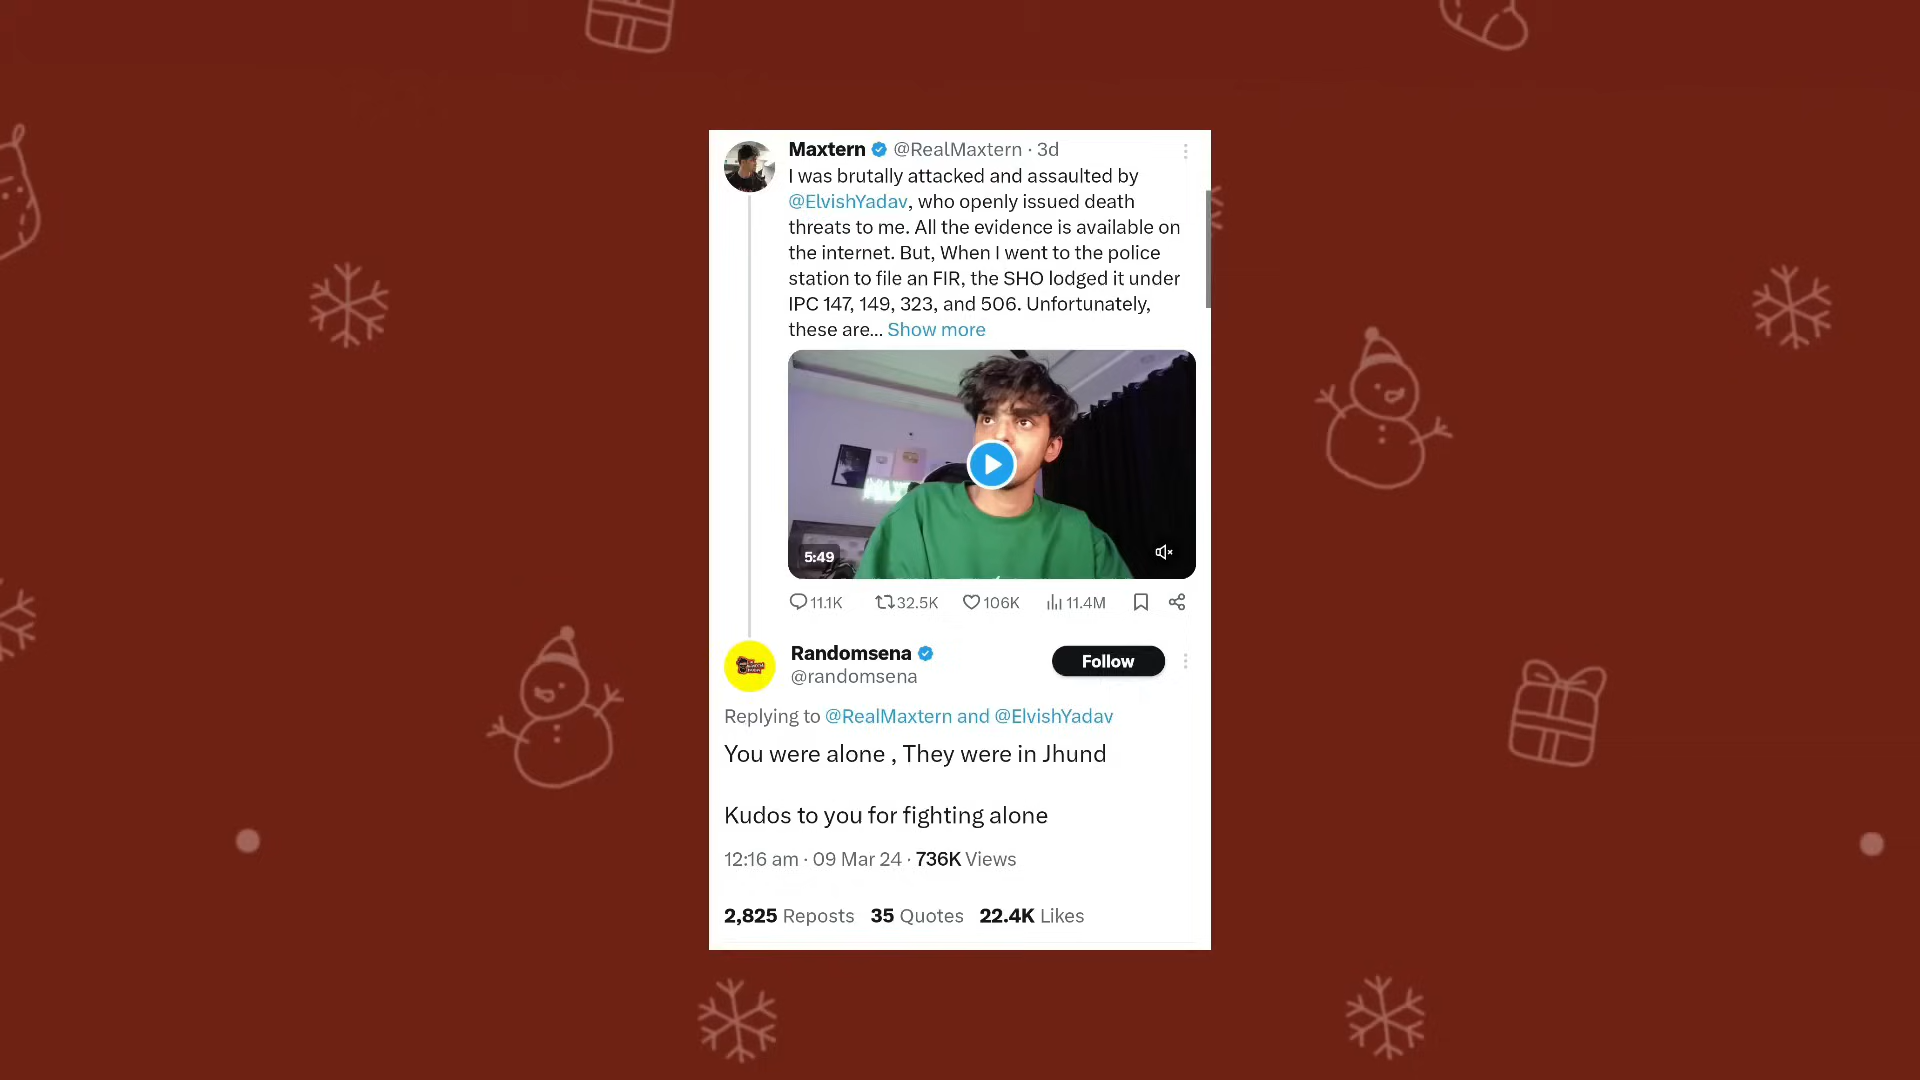 Maxtern @RealMaxtern · 3d
I was brutally attacked and assaulted by
@ElvishYadav, who openly issued death
threats to me. All the evidence is available on
the internet. But, When I went to the police
station to file an FIR, the SHO lodged it under
IPC 147, 149, 323, and 506. Unfortunately,
these are... Show more
5:49
11.1K 32.5K 106K 11.4M
Randomsena
Follow
@randomsena
Replying to @RealMaxtern and @ElvishYadav
You were alone , They were in Jhund
Kudos to you for fighting alone
12:16 am · 09 Mar 24 · 736K Views
2,825 Reposts 35 Quotes 22.4K Likes